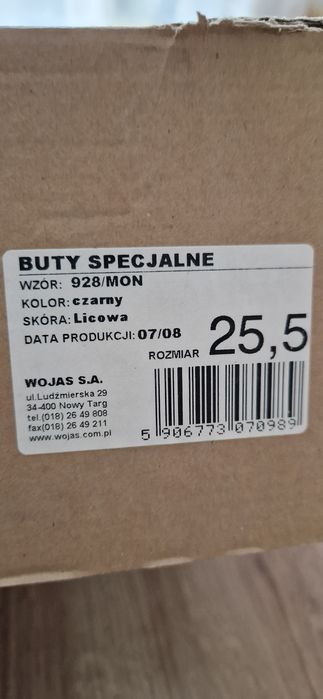 BUTY SPECJALNE
WZÓR: 928/MON
KOLOR: czarny
SKÓRA: Licowa
DATA PRODUKCJI: 07/08
ROZMIAR 25,5
WOJAS S.A.
ul.Ludźmierska 29
34-400 Nowy Targ
tel.(018) 26 49 808
fax(018) 26 49 211
www.wojas.com.pl
5 906773 070989